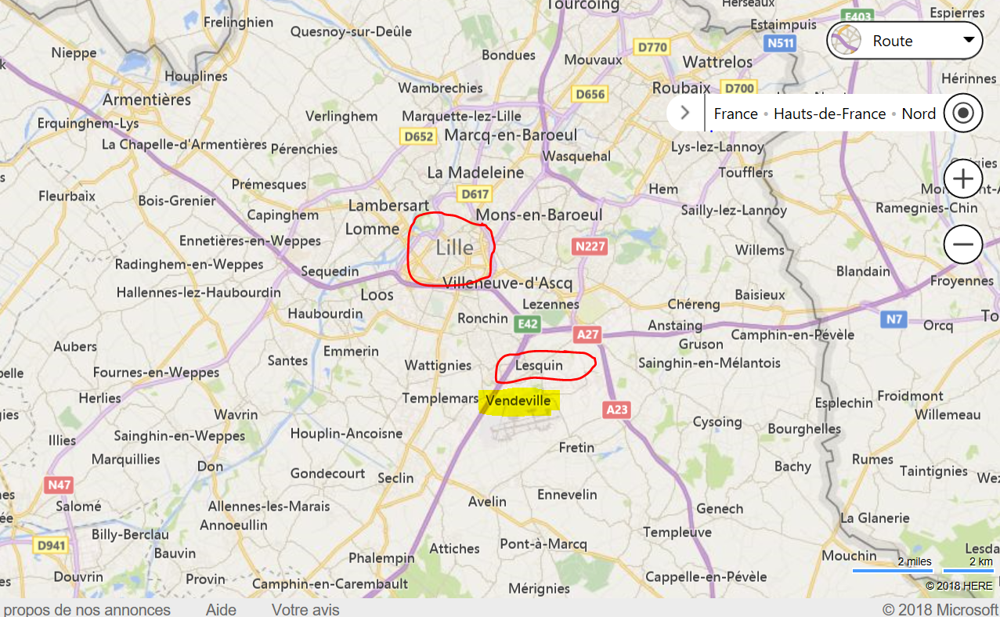 Tourcoing
Herseaux
E403
Espierres
Frelinghien
Quesnoy-sur-Deûle
Estaimpuis
N511
Route
D770
Nieppe
Bondues
Mouvaux
Wattrelos
Houplines
Wambrechies
Roubaix
D700
Hérinnes
Armentières
D656
Erquinghem-Lys
Verlinghem
Marquette-lez-Lille
France • Hauts-de-France • Nord
D652
Marcq-en-Baroeul
La Chapelle-d'Armentières
Pérenchies
Wasquehal
Lys-lez-Lannoy
La Madeleine
Toufflers
Prémesques
D617
Hem
Fleurbaix
Bois-Grenier
Lambersart
Capinghem
Mons-en-Baroeul
Sailly-lez-Lannoy
Ramegnies-Chin
Lomme
Ennetières-en-Weppes
Lille
N227
Willems
Radinghem-en-Weppes
Sequedin
Blandain
Villeneuve-d'Ascq
Froyennes
Hallennes-lez-Haubourdin
Loos
Baisieux
Lezennes
Chéreng
Haubourdin
Ronchin
E42
N7
Orcq
Anstaing
A27
Camphin-en-Pévèle
Aubers
Gruson
Emmerin
Santes
Wattignies
Lesquin
Sainghin-en-Mélantois
Fournes-en-Weppes
Herlies
Templemars
Vendeville
Froidmont
Esplechin
A23
Wavrin
Willemeau
Cysoing
Bourghelles
Sainghin-en-Weppes
Houplin-Ancoisne
Illies
Fretin
Marquillies
Don
Rumes
Bachy
Taintignies
Gondecourt
Seclin
N47
Ennevelin
Avelin
Salomé
Allennes-les-Marais
Genech
La Glanerie
Annoeullin
Billy-Berclau
Templeuve
D941
Pont-à-Marcq
Attiches
Bauvin
Mouchin
Phalempin
2 miles
2 km
Douvrin
Provin
Camphin-en-Carembault
Cappelle-en-Pévèle
Mérignies
© 2018 HERE
propos de nos annonces
Aide
Votre avis
© 2018 Microsoft